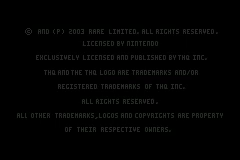 © AND (P) 2003 RARE LIMITED. ALL RIGHTS RESERVED.
LICENSED BY NINTENDO
EXCLUSIVELY LICENSED AND PUBLISHED BY THQ INC.
THQ AND THE THQ LOGO ARE TRADEMARKS AND/OR
REGISTERED TRADEMARKS OF THQ INC.
ALL RIGHTS RESERVED.
ALL OTHER TRADEMARKS,LOGOS AND COPYRIGHTS ARE PROPERTY
OF THEIR RESPECTIVE OWNERS.